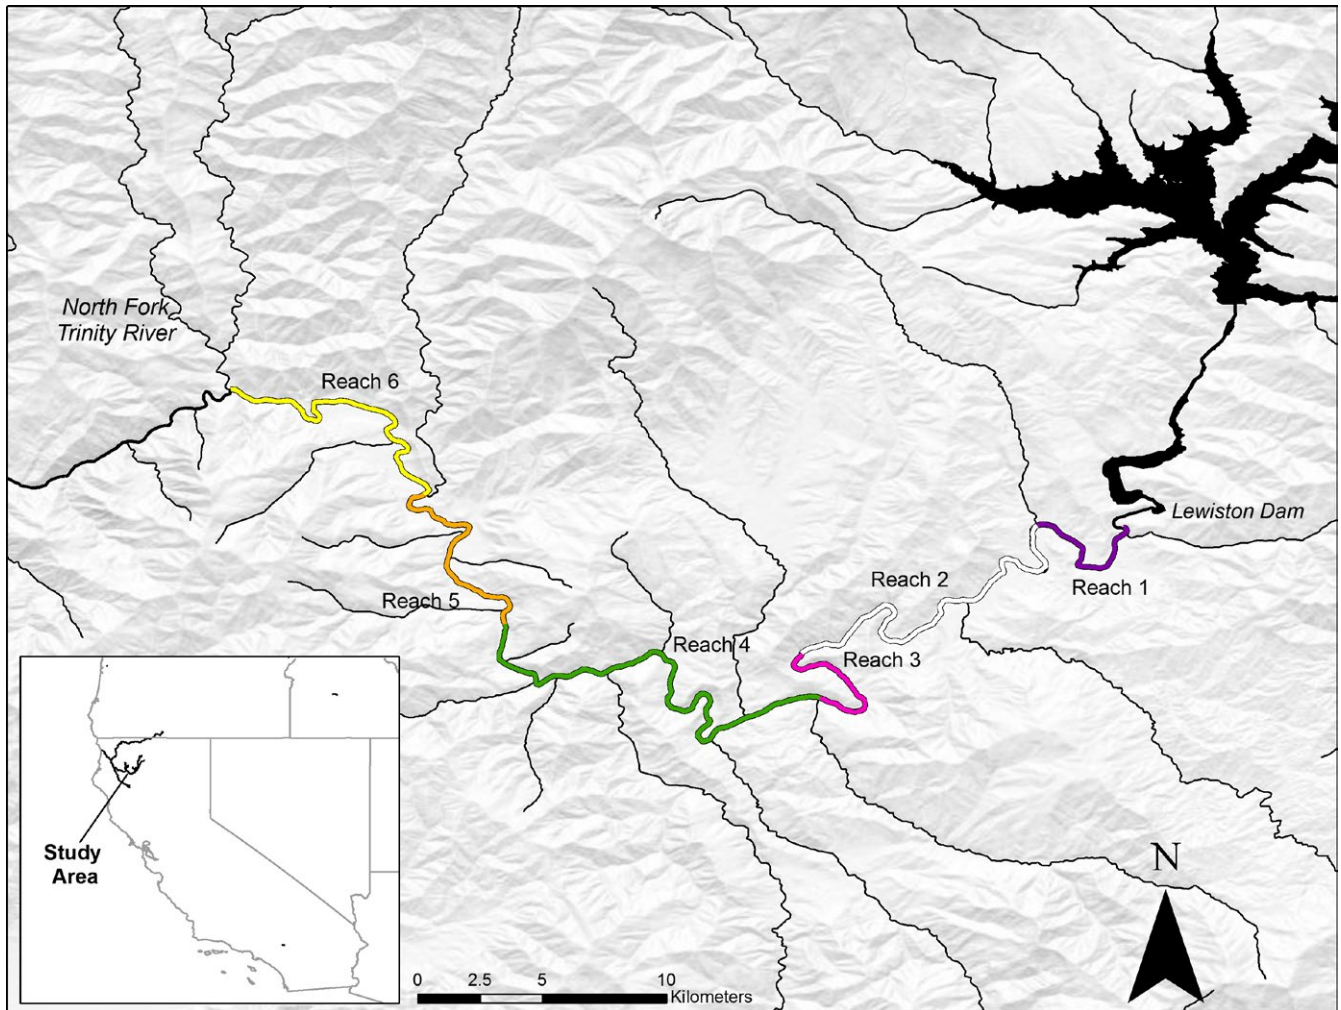 North Fork
Trinity River
Reach 6
Lewiston Dam
Reach 1
Reach 2
Reach 5
Reach 4
Reach 3
Study
Area
N
0 2.5 5 10
Kilometers